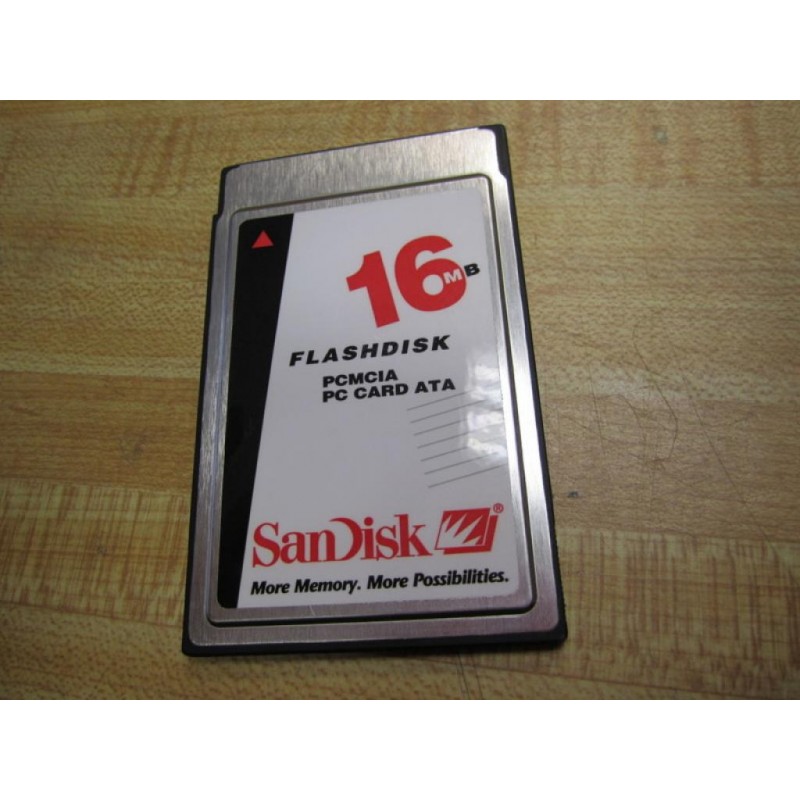 16MB
FLASHDISK
PCMCIA
PC CARD ATA
SanDisk®
More Memory. More Possibilities.